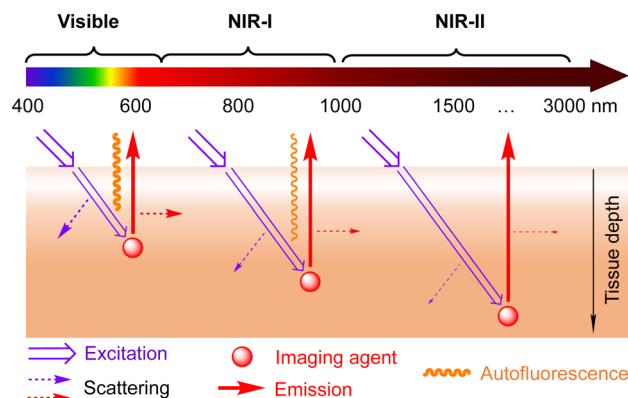 Visible NIR-I NIR-II
400 600 800 1000 1500 ... 3000 nm
Tissue depth
Excitation Imaging agent Autofluorescence
Scattering Emission